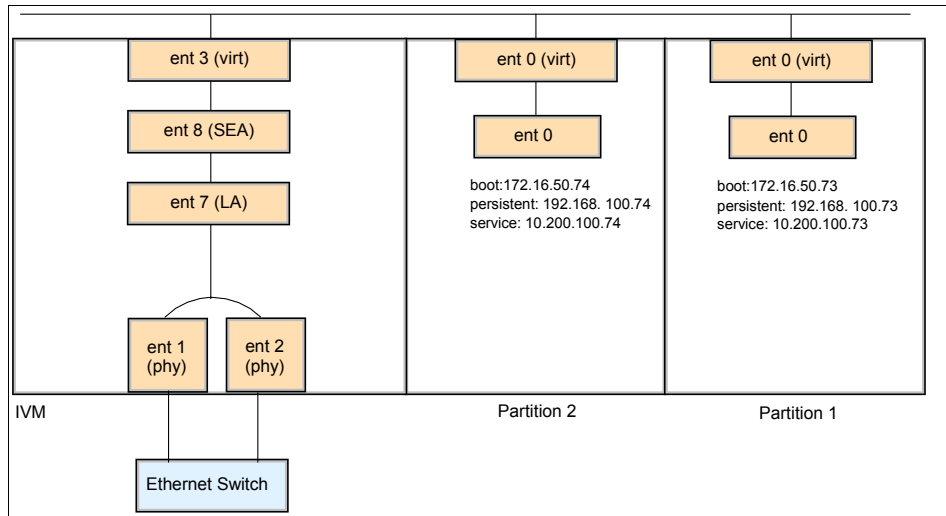 ent 3 (virt)
ent 8 (SEA)
ent 7 (LA)
ent 1
(phy)
ent 2
(phy)
IVM
Ethernet Switch
ent 0 (virt)
ent 0
boot:172.16.50.74
persistent: 192.168. 100.74
service: 10.200.100.74
Partition 2
ent 0 (virt)
ent 0
boot:172.16.50.73
persistent: 192.168. 100.73
service: 10.200.100.73
Partition 1